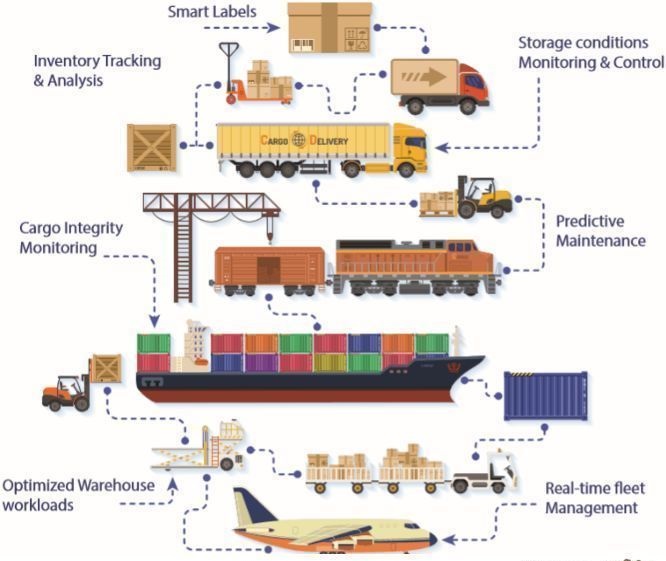 Smart Labels
Inventory Tracking
& Analysis
Storage conditions
Monitoring & Control
CARGO DELIVERY
Cargo Integrity
Monitoring
Predictive
Maintenance
Optimized Warehouse
workloads
Real-time fleet
Management